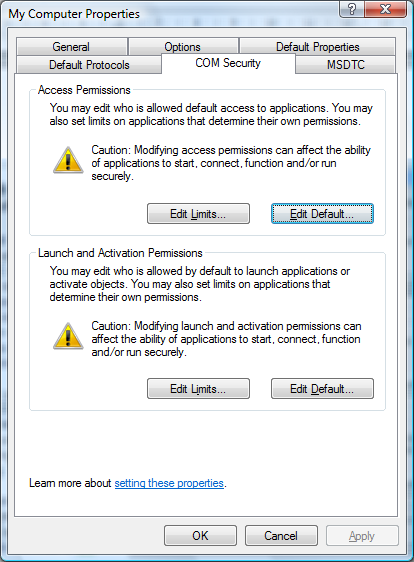 My Computer Properties
General Options Default Properties
Default Protocols COM Security MSDTC
Access Permissions
You may edit who is allowed default access to applications. You may
also set limits on applications that determine their own permissions.
Caution: Modifying access permissions can affect the ability
of applications to start, connect, function and/or run
securely.
Edit Limits... Edit Default...
Launch and Activation Permissions
You may edit who is allowed by default to launch applications or
activate objects. You may also set limits on applications that
determine their own permissions.
Caution: Modifying launch and activation permissions can
affect the ability of applications to start, connect, function
and/or run securely.
Edit Limits... Edit Default...
Learn more about setting these properties.
OK Cancel Apply